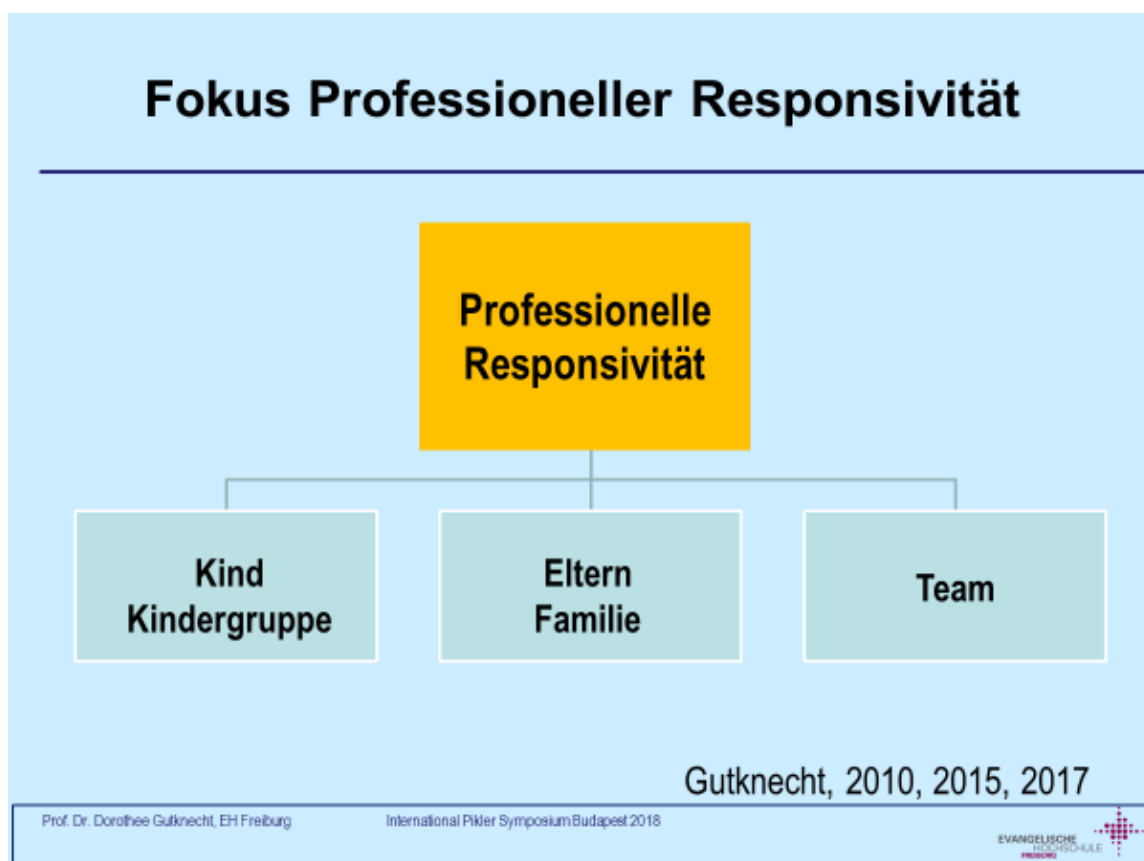 Fokus Professioneller Responsivität
Professionelle
Responsivität
Kind
Kindergruppe
Eltern
Familie
Team
Gutknecht, 2010, 2015, 2017
Prof. Dr. Dorothee Gutknecht, EH Freiburg
International Pikler Symposium Budapest 2018
EVANGELISCHE
HOCHSCHULE
FREIBURG